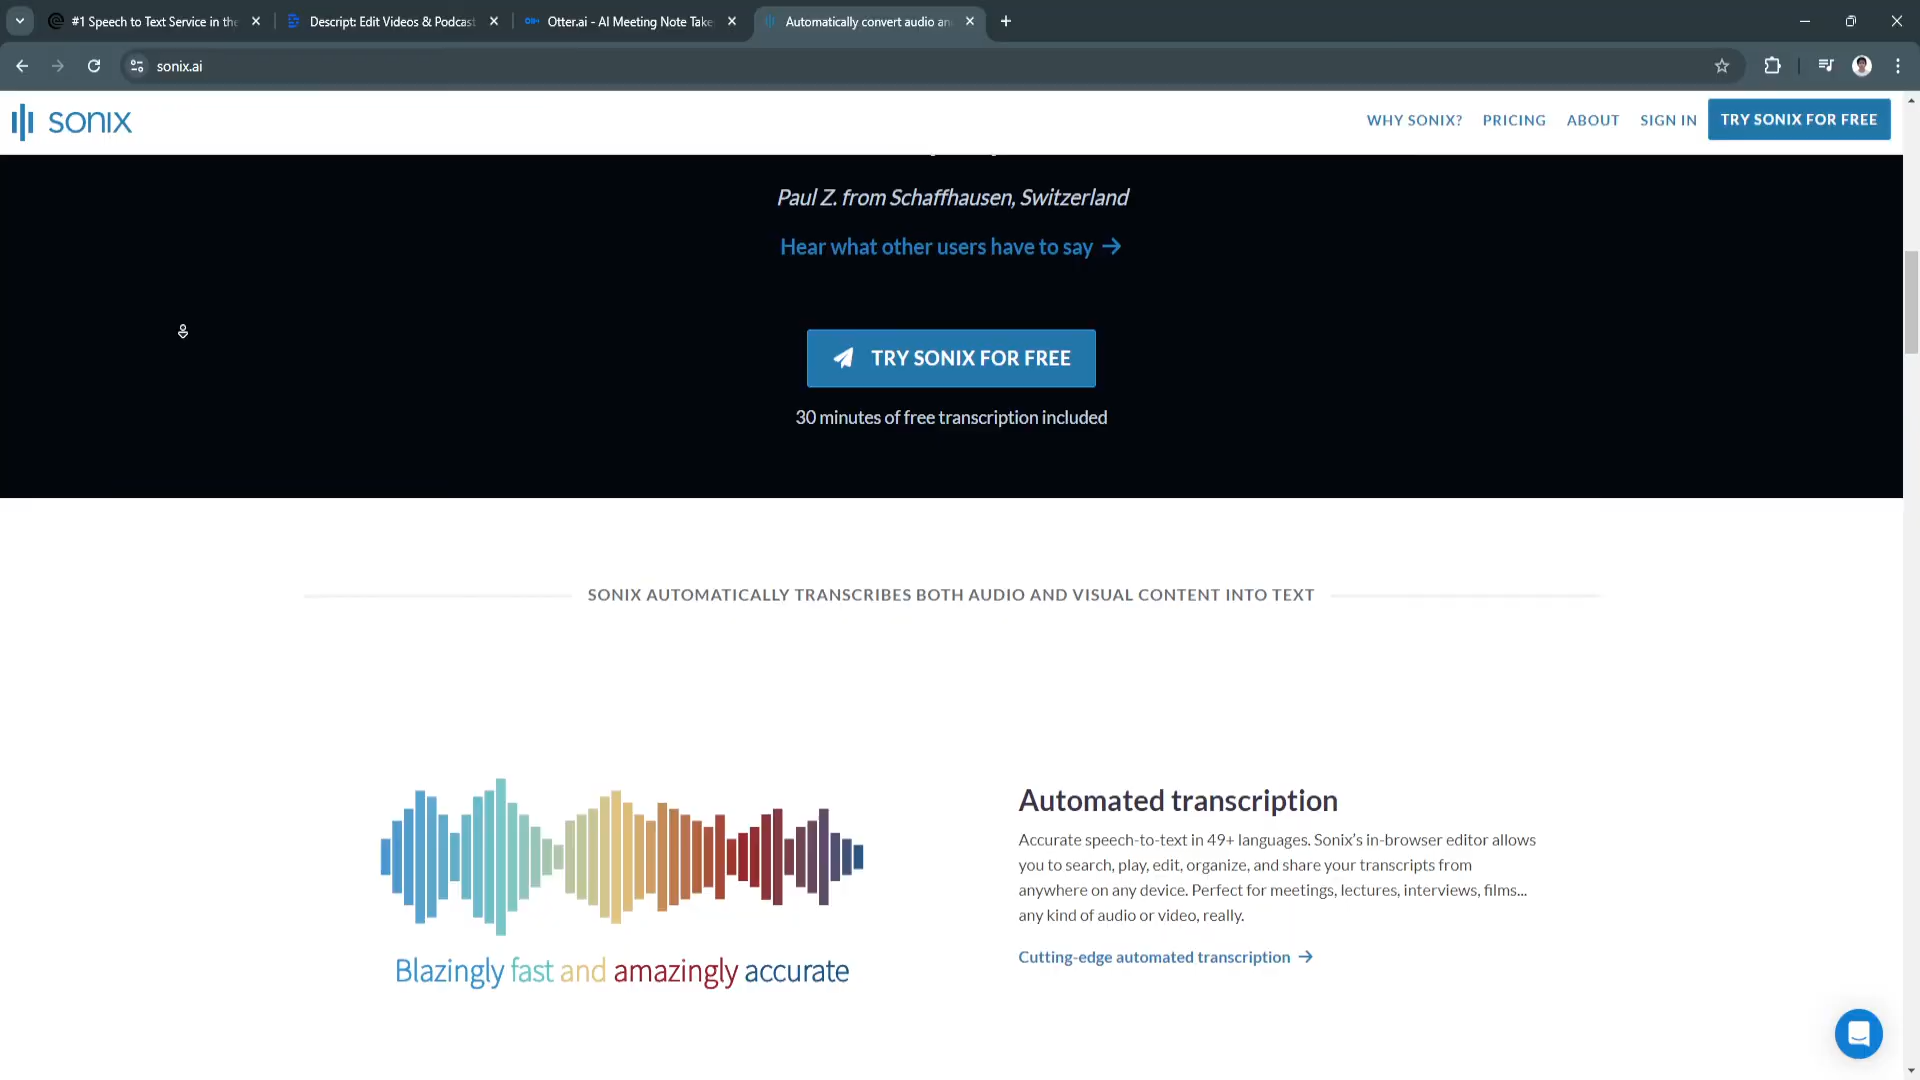 #1 Speech to Text Service in the
Descript: Edit Videos & Podcast
Otter.ai - AI Meeting Note Take
Automatically convert audio an
sonix.ai
sonix
WHY SONIX?
PRICING
ABOUT
SIGN IN
TRY SONIX FOR FREE
Paul Z. from Schaffhausen, Switzerland
Hear what other users have to say →
TRY SONIX FOR FREE
30 minutes of free transcription included
SONIX AUTOMATICALLY TRANSCRIBES BOTH AUDIO AND VISUAL CONTENT INTO TEXT
Automated transcription
Accurate speech-to-text in 49+ languages. Sonix's in-browser editor allows
you to search, play, edit, organize, and share your transcripts from
anywhere on any device. Perfect for meetings, lectures, interviews, films...
any kind of audio or video, really.
Cutting-edge automated transcription →
Blazingly fast and amazingly accurate